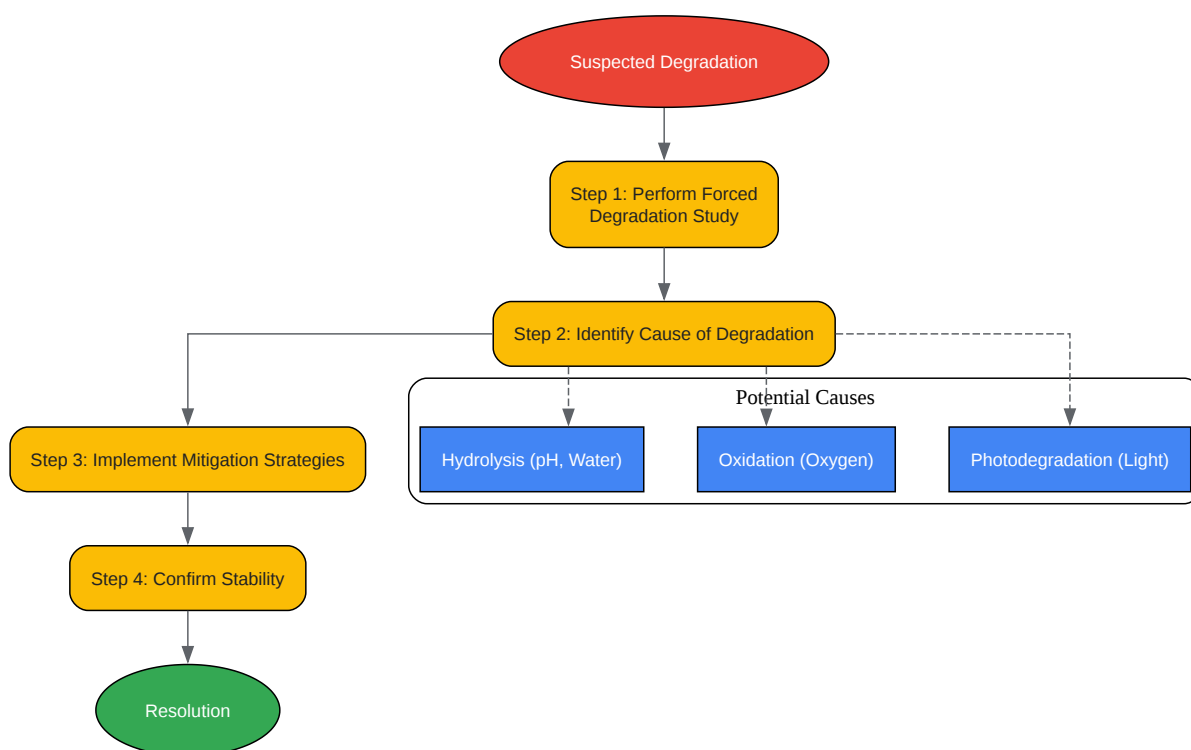 Suspected Degradation
Step 1: Perform Forced
Degradation Study
Step 2: Identify Cause of Degradation
Potential Causes
Hydrolysis (pH, Water)
Oxidation (Oxygen)
Photodegradation (Light)
Step 3: Implement Mitigation Strategies
Step 4: Confirm Stability
Resolution